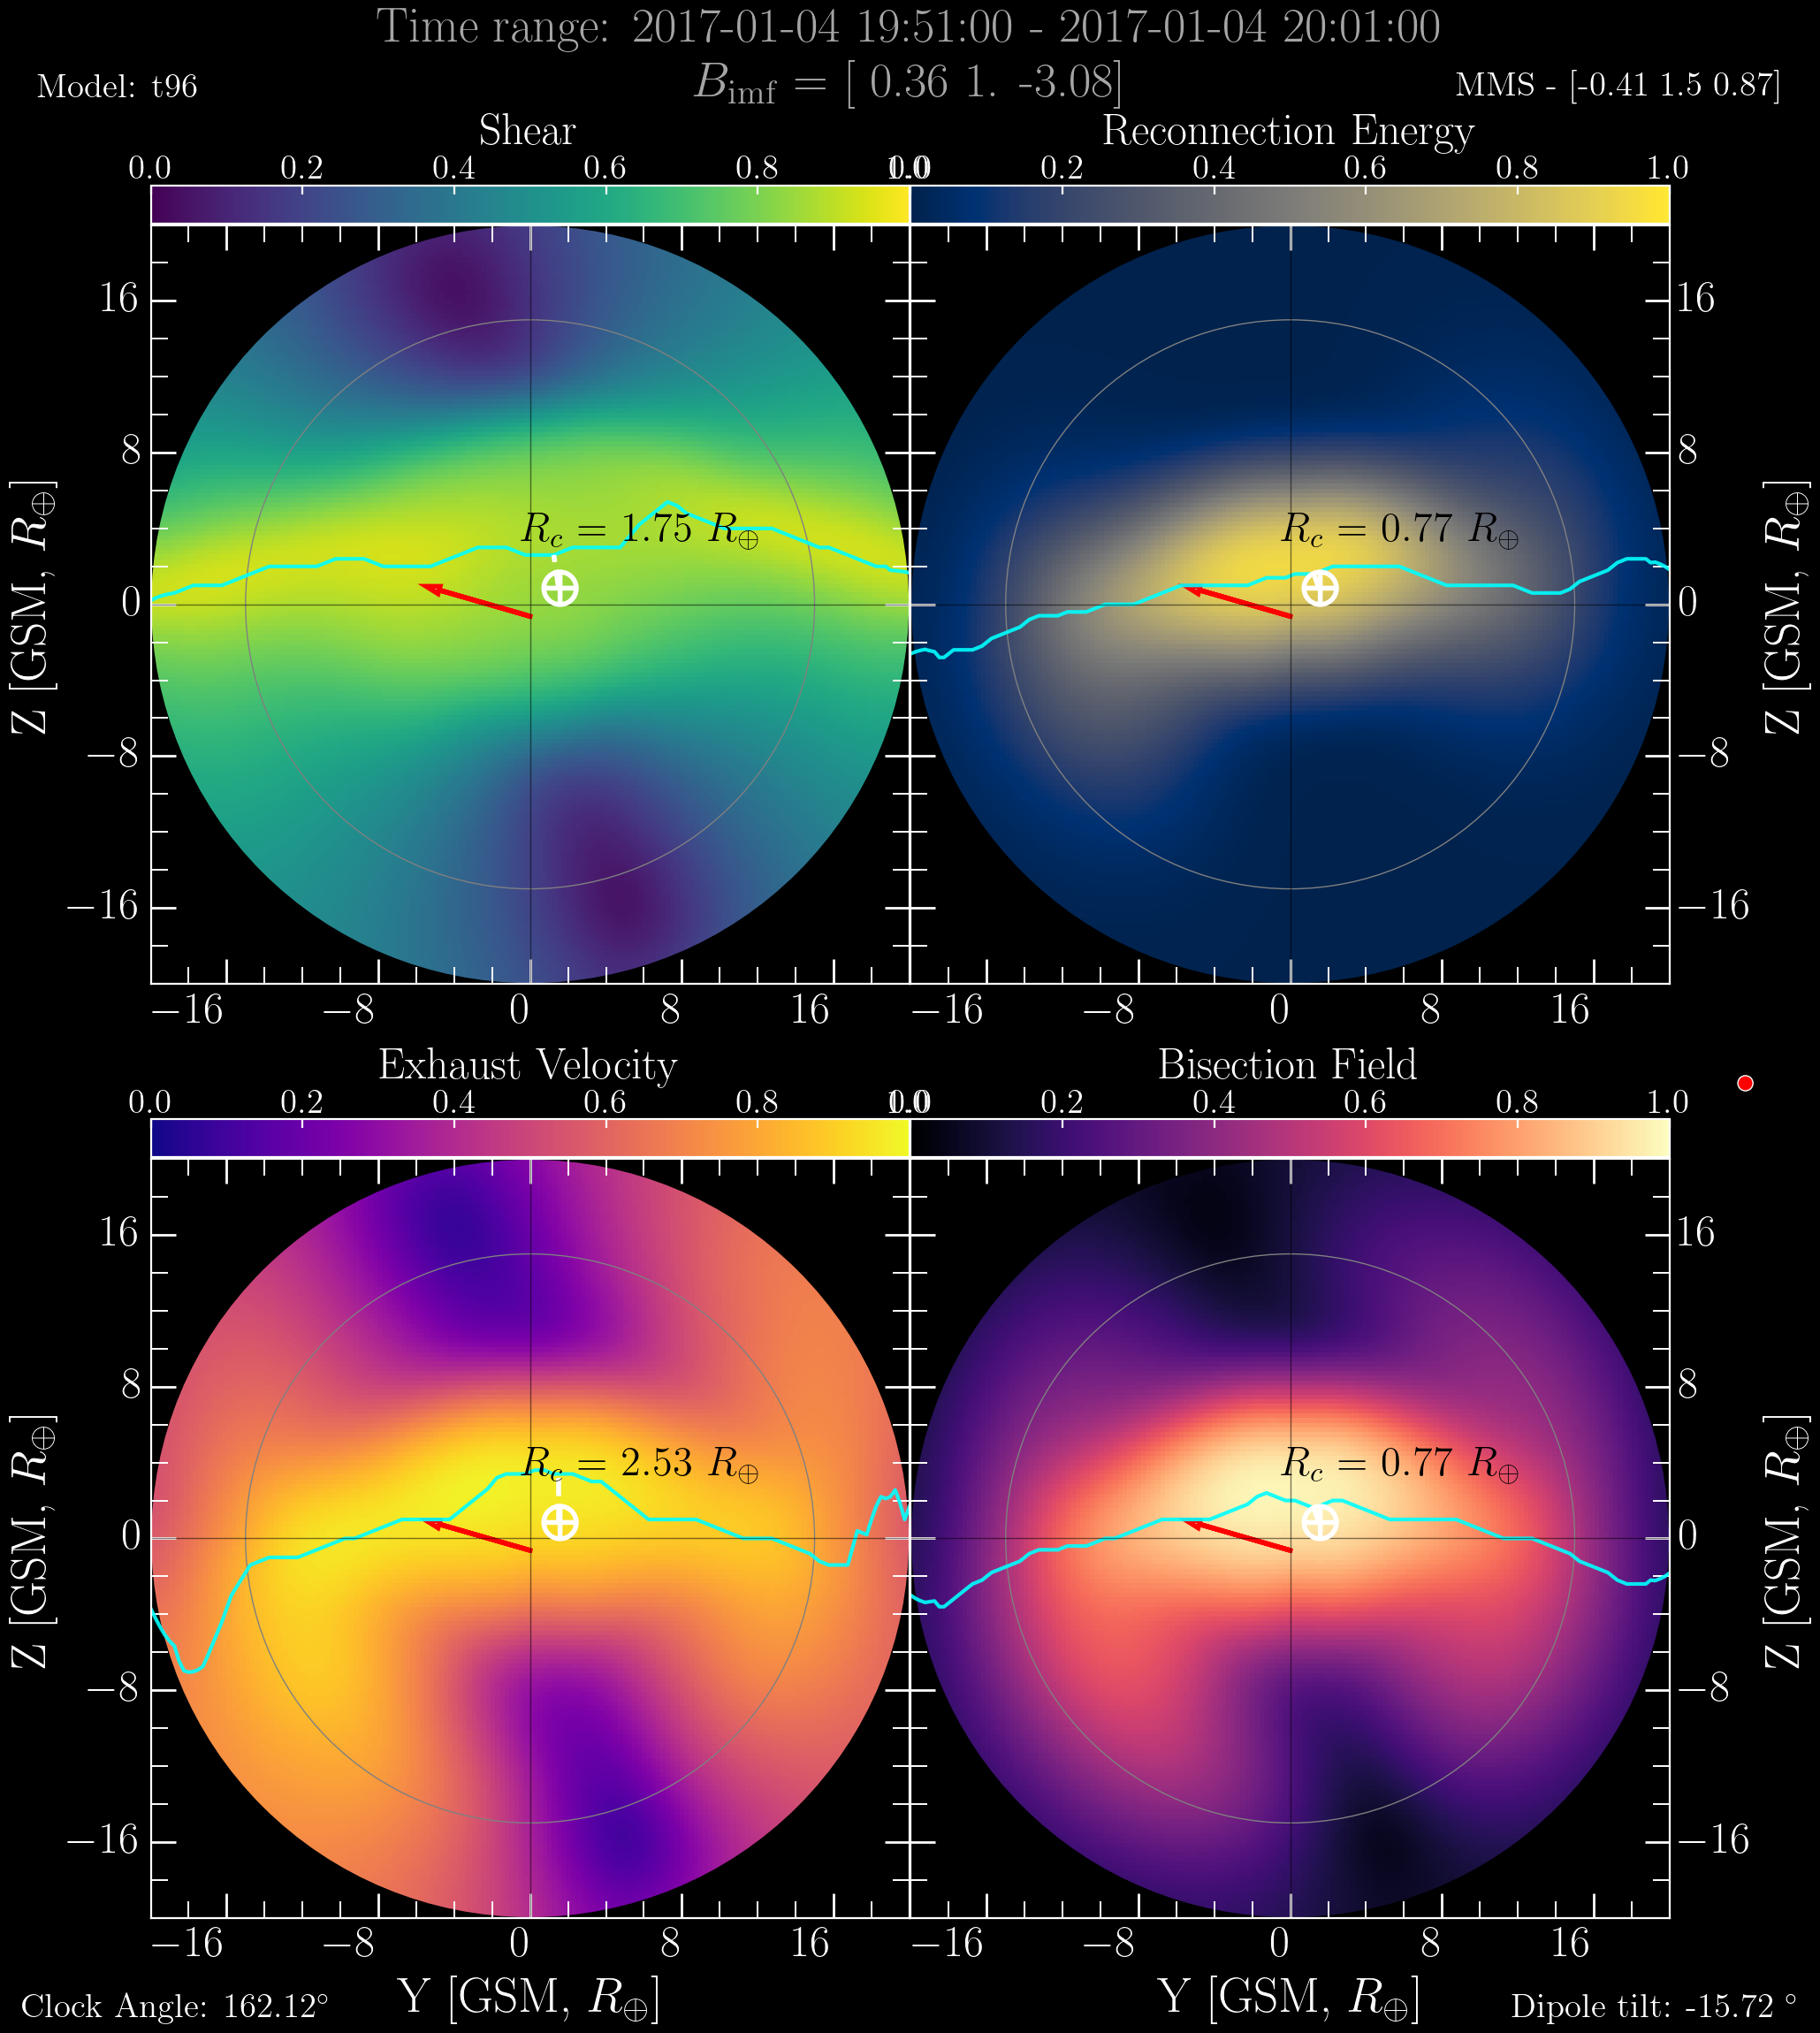 Time range: 2017-01-04 19:51:00 - 2017-01-04 20:01:00
Model: t96
B_imf = [ 0.36 1. -3.08]
MMS - [-0.41 1.5 0.87]
Shear
Reconnection Energy
0.0 0.2 0.4 0.6 0.8 1.0
0.0 0.2 0.4 0.6 0.8 1.0
16
8
0
−8
−16
Z [GSM, R⊕]
R_c = 1.75 R⊕
R_c = 0.77 R⊕
16
8
0
−8
−16
Z [GSM, R⊕]
−16 −8 0 8 16
−16 −8 0 8 16
Exhaust Velocity
Bisection Field
0.0 0.2 0.4 0.6 0.8 1.0
0.0 0.2 0.4 0.6 0.8 1.0
16
8
0
−8
−16
Z [GSM, R⊕]
R_c = 2.53 R⊕
R_c = 0.77 R⊕
16
8
0
−8
−16
Z [GSM, R⊕]
−16 −8 0 8 16
−16 −8 0 8 16
Y [GSM, R⊕]
Y [GSM, R⊕]
Clock Angle: 162.12°
Dipole tilt: -15.72 °